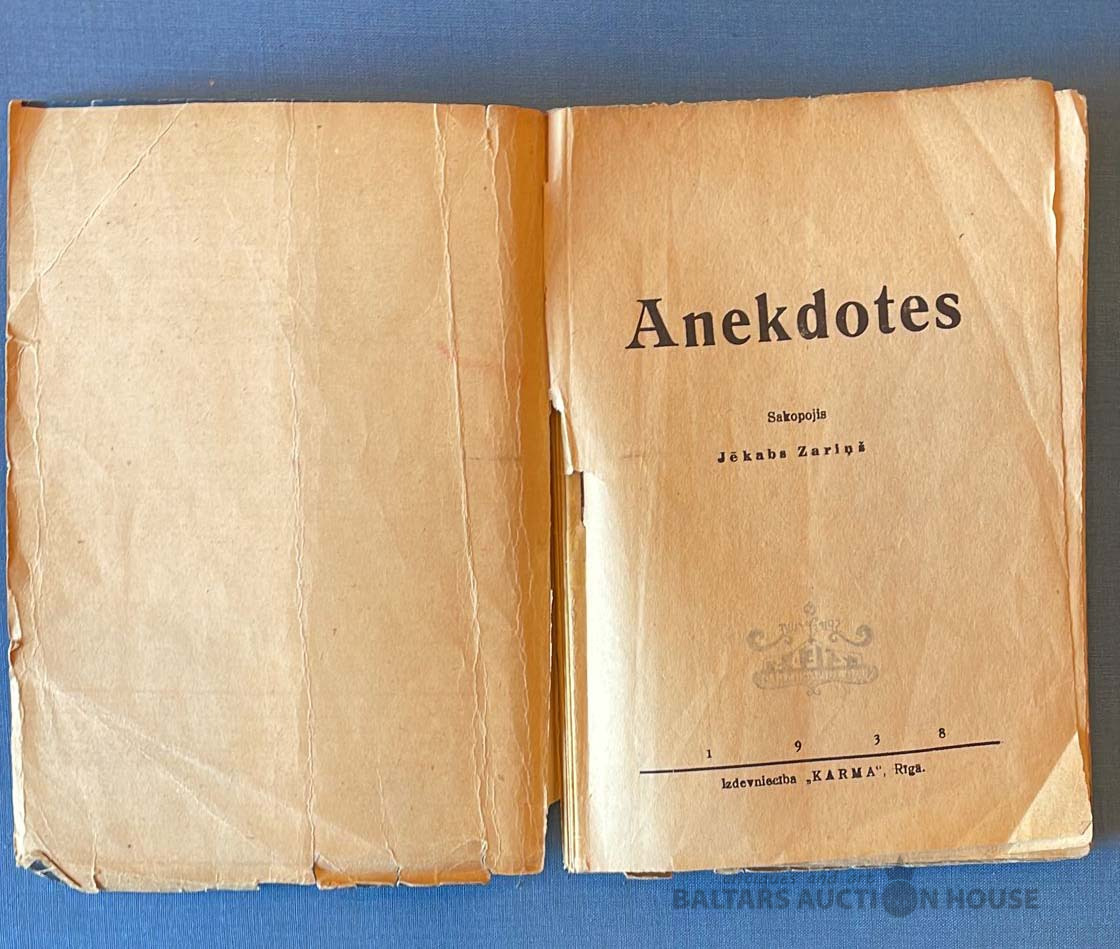 Anekdotes
Sakopojis
Jēkabs Zariņš
1 9 3 8
Izdevniecība „KARMA“, Rīgā.
BALTARS AUCTION HOUSE